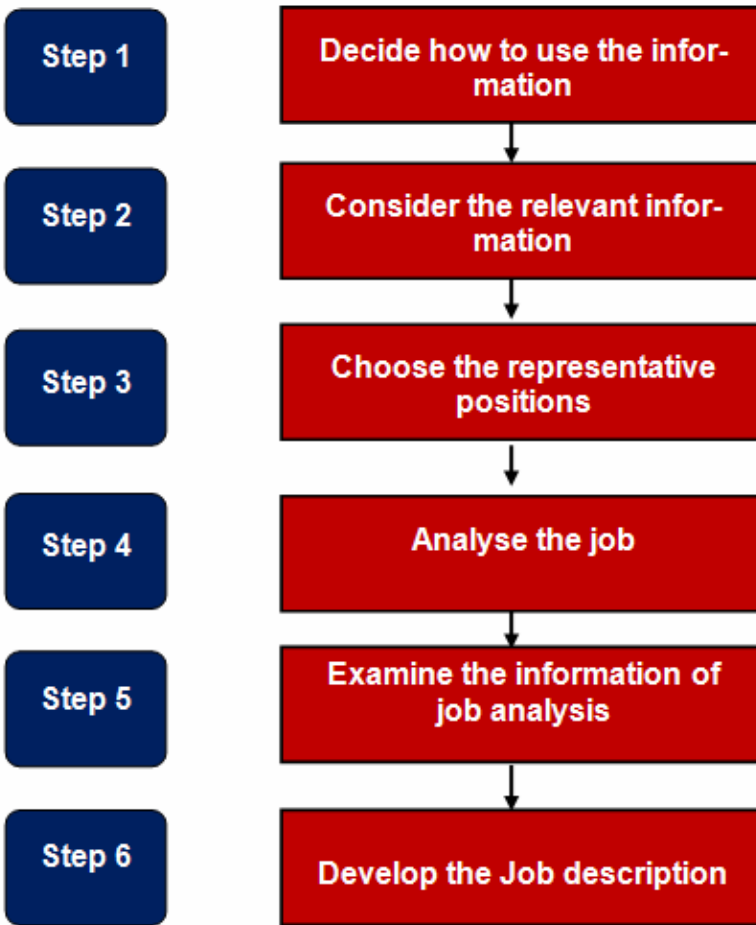 Step 1
Decide how to use the infor-
mation
Step 2
Consider the relevant infor-
mation
Step 3
Choose the representative
positions
Step 4
Analyse the job
Step 5
Examine the information of
job analysis
Step 6
Develop the Job description